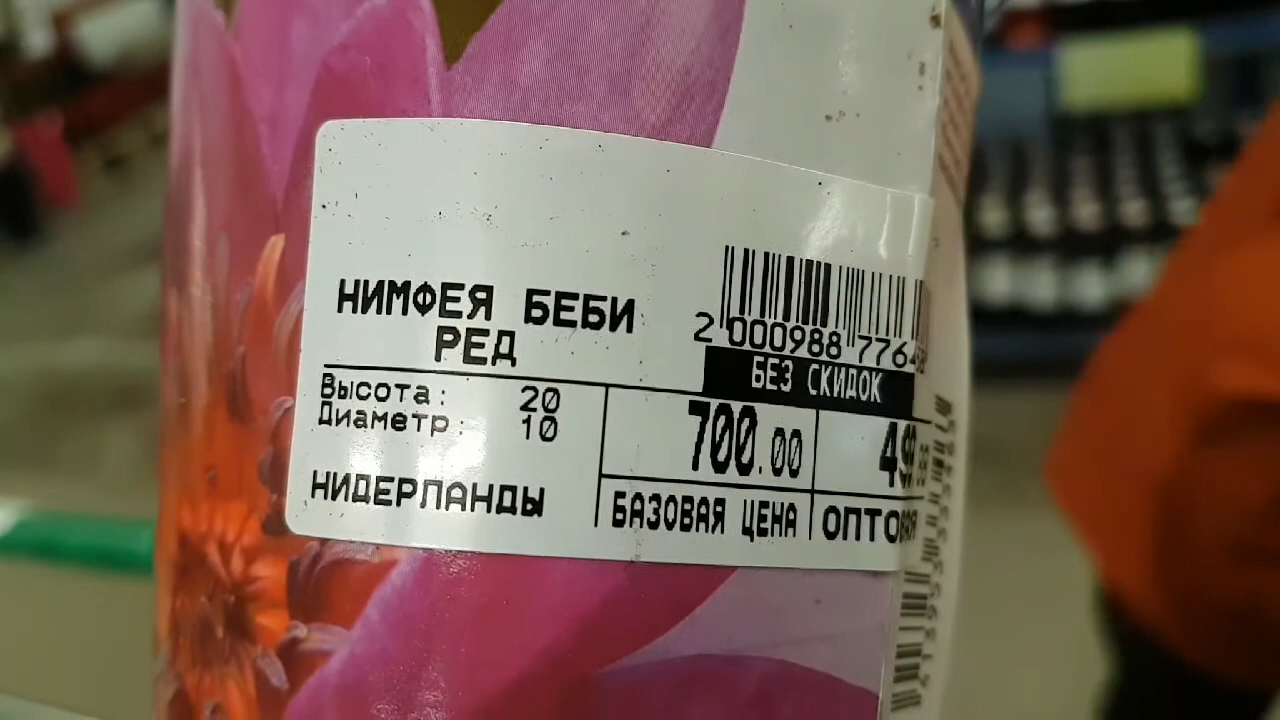 НИМФЕЯ БЕБИ
РЕД
2 000988 776
БЕЗ СКИДОК
Высота: 20
Диаметр: 10
700.00
НИДЕРЛАНДЫ
БАЗОВАЯ ЦЕНА
ОПТОВАЯ